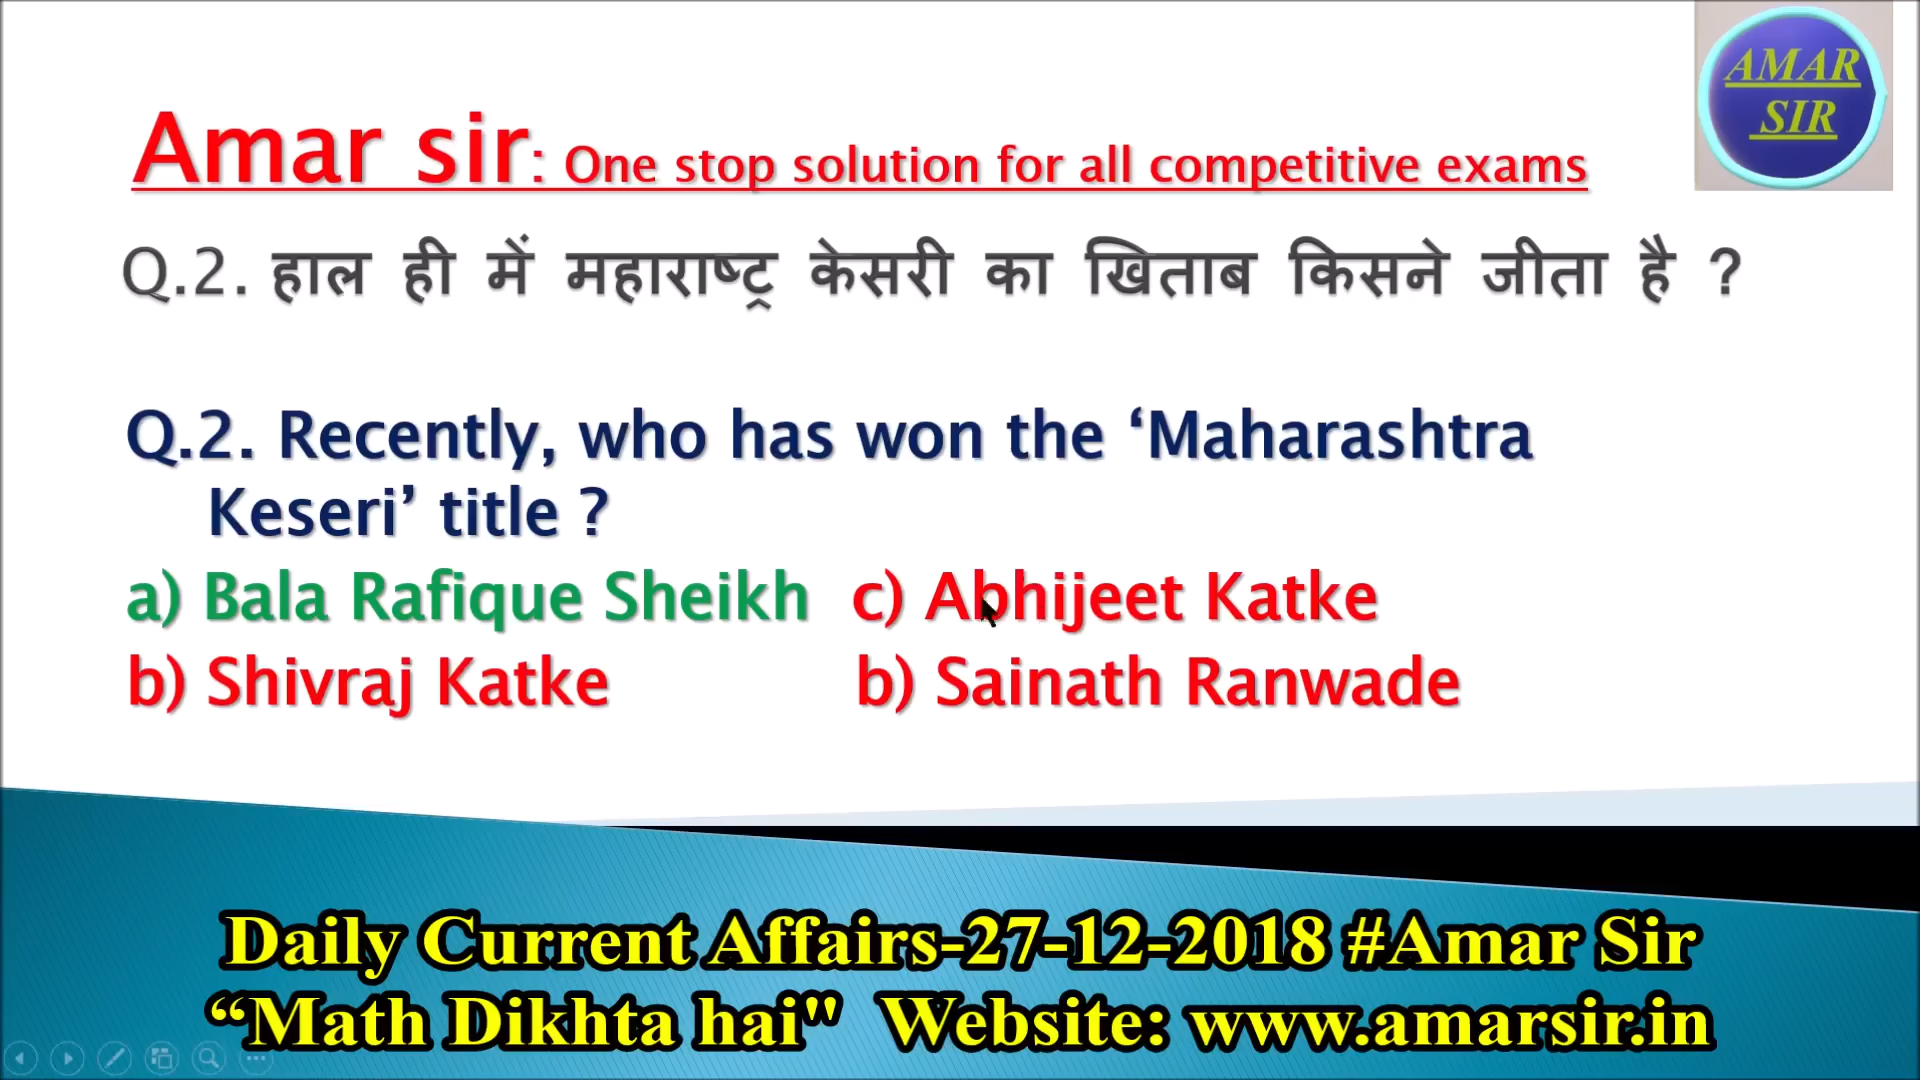 AMAR
SIR
Amar sir: One stop solution for all competitive exams
Q.2. हाल ही में महाराष्ट्र केसरी का खिताब किसने जीता है ?
Q.2. Recently, who has won the ‘Maharashtra
Keseri’ title ?
a) Bala Rafique Sheikh c) Abhijeet Katke
b) Shivraj Katke b) Sainath Ranwade
Daily Current Affairs-27-12-2018 #Amar Sir
“Math Dikhta hai" Website: www.amarsir.in